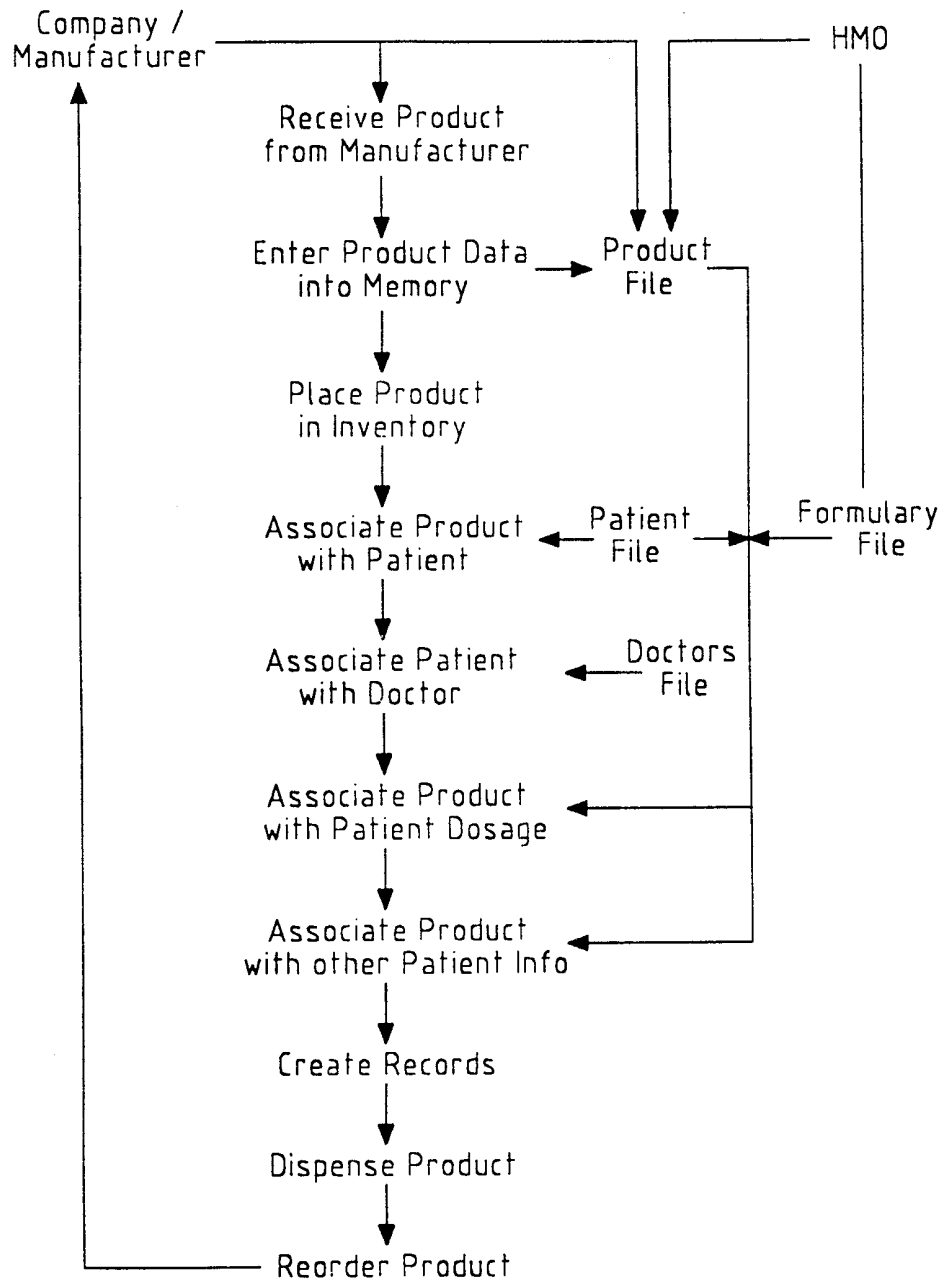 Company /
Manufacturer
HMO
Receive Product
from Manufacturer
Enter Product Data
into Memory
Product
File
Place Product
in Inventory
Associate Product
with Patient
Patient
File
Formulary
File
Associate Patient
with Doctor
Doctors
File
Associate Product
with Patient Dosage
Associate Product
with other Patient Info
Create Records
Dispense Product
Reorder Product